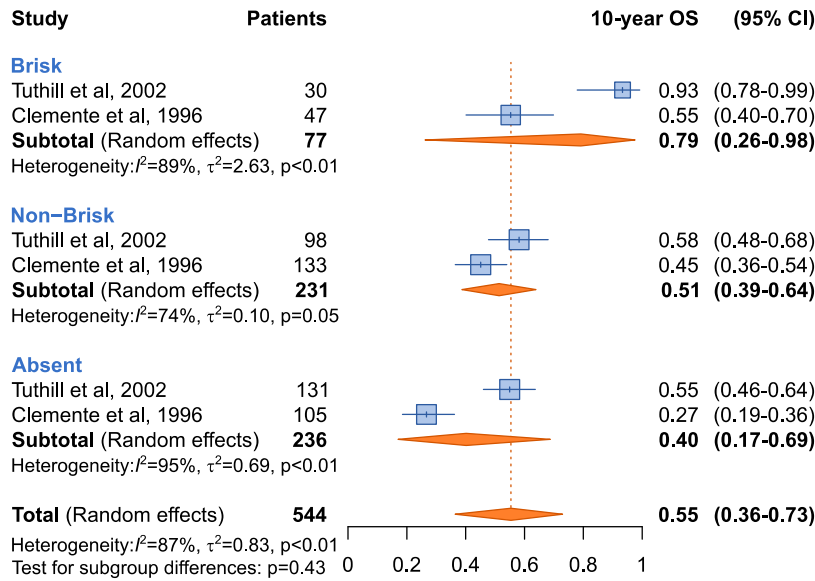 Study Patients 10-year OS (95% CI)
Brisk
Tuthill et al, 2002 30 0.93 (0.78-0.99)
Clemente et al, 1996 47 0.55 (0.40-0.70)
Subtotal (Random effects) 77 0.79 (0.26-0.98)
Heterogeneity:I²=89%, τ²=2.63, p<0.01
Non−Brisk
Tuthill et al, 2002 98 0.58 (0.48-0.68)
Clemente et al, 1996 133 0.45 (0.36-0.54)
Subtotal (Random effects) 231 0.51 (0.39-0.64)
Heterogeneity:I²=74%, τ²=0.10, p=0.05
Absent
Tuthill et al, 2002 131 0.55 (0.46-0.64)
Clemente et al, 1996 105 0.27 (0.19-0.36)
Subtotal (Random effects) 236 0.40 (0.17-0.69)
Heterogeneity:I²=95%, τ²=0.69, p<0.01
Total (Random effects) 544 0.55 (0.36-0.73)
Heterogeneity:I²=87%, τ²=0.83, p<0.01
Test for subgroup differences: p=0.43
0 0.2 0.4 0.6 0.8 1